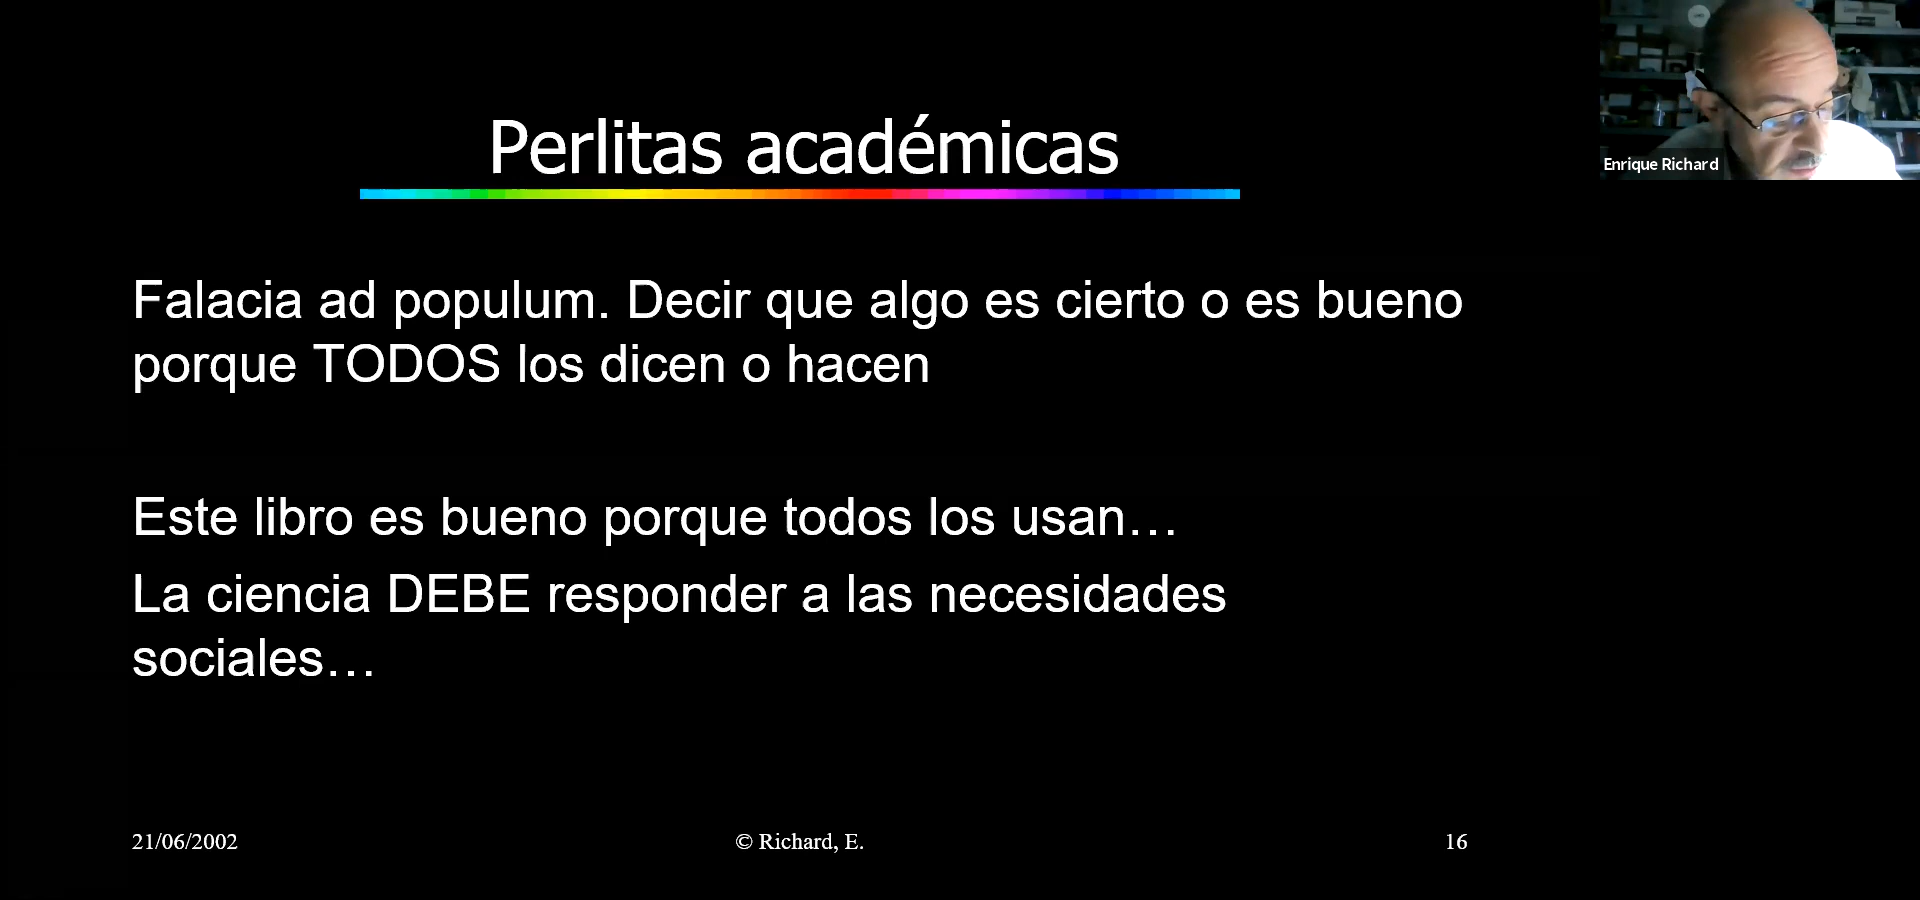 Perlitas académicas
Enrique Richard
Falacia ad populum. Decir que algo es cierto o es bueno
porque TODOS los dicen o hacen
Este libro es bueno porque todos los usan…
La ciencia DEBE responder a las necesidades
sociales…
21/06/2002
© Richard, E.
16